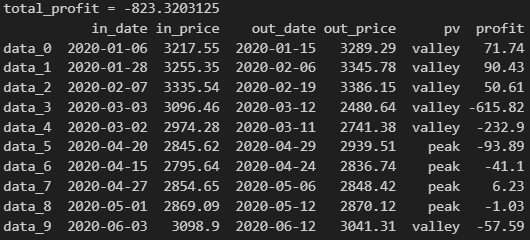 total_profit = -823.3203125
in_date in_price out_date out_price pv profit
data_0 2020-01-06 3217.55 2020-01-15 3289.29 valley 71.74
data_1 2020-01-28 3255.35 2020-02-06 3345.78 valley 90.43
data_2 2020-02-07 3335.54 2020-02-19 3386.15 valley 50.61
data_3 2020-03-03 3096.46 2020-03-12 2480.64 valley -615.82
data_4 2020-03-02 2974.28 2020-03-11 2741.38 valley -232.9
data_5 2020-04-20 2845.62 2020-04-29 2939.51 peak -93.89
data_6 2020-04-15 2795.64 2020-04-24 2836.74 peak -41.1
data_7 2020-04-27 2854.65 2020-05-06 2848.42 peak 6.23
data_8 2020-05-01 2869.09 2020-05-12 2870.12 peak -1.03
data_9 2020-06-03 3098.9 2020-06-12 3041.31 valley -57.59